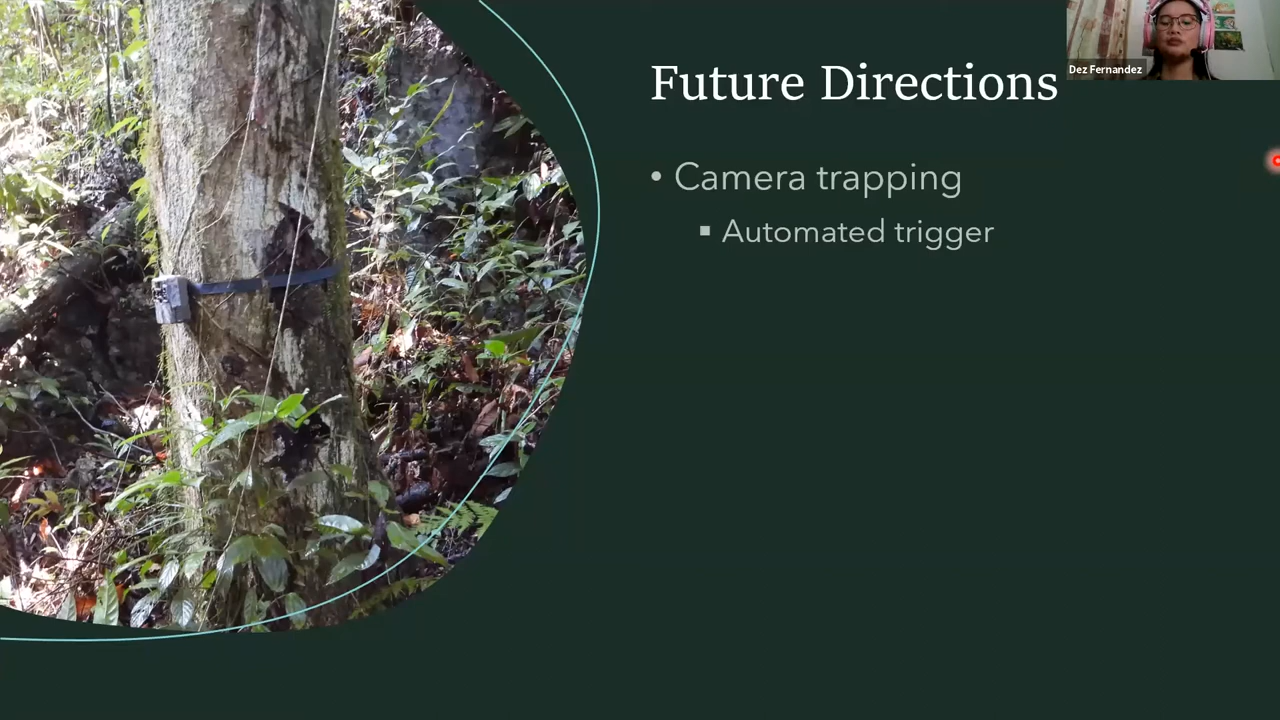 Future Directions
Dez Fernandez
• Camera trapping
▪ Automated trigger